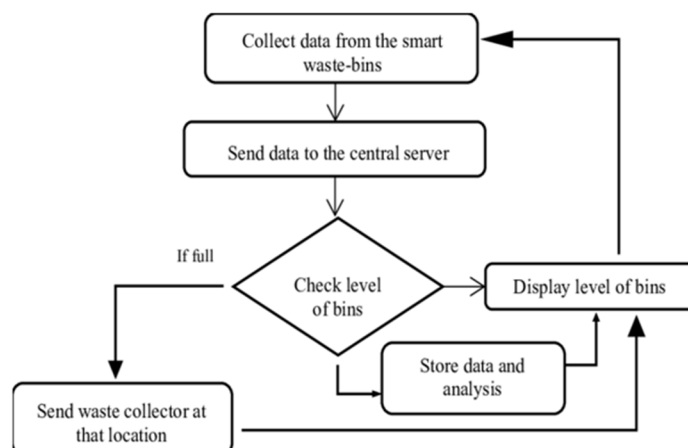 Collect data from the smart
waste-bins
Send data to the central server
If full
Check level
of bins
Display level of bins
Store data and
analysis
Send waste collector at
that location